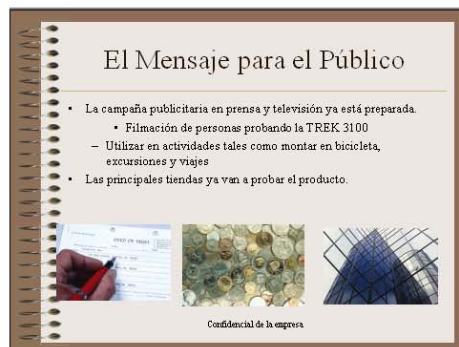 El Mensaje para el Público
• La campaña publicitaria en prensa y televisión ya está preparada.
• Filmación de personas probando la TREK 3100
– Utilizar en actividades tales como montar en bicicleta,
excursiones y viajes
• Las principales tiendas ya van a probar el producto.
Confidencial de la empresa